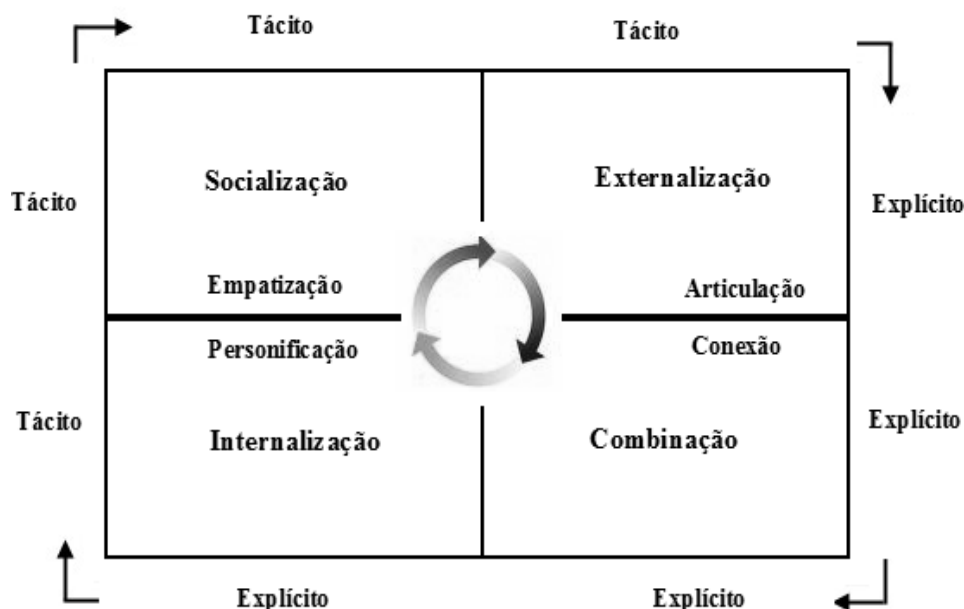 Tácito
Tácito
Socialização
Externalização
Tácito
Explícito
Empatização
Articulação
Personificação
Conexão
Tácito
Explícito
Internalização
Combinação
Explícito
Explícito